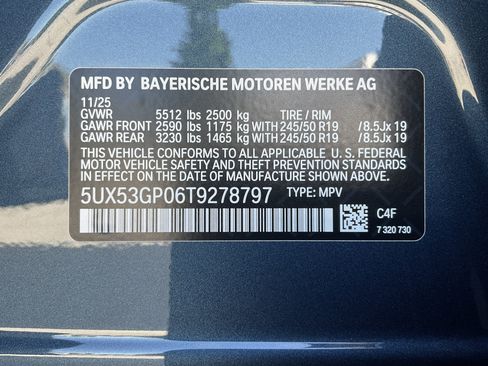 MFD BY BAYERISCHE MOTOREN WERKE AG
11/25
GVWR 5512 lbs 2500 kg TIRE / RIM
GAWR FRONT 2590 lbs 1175 kg WITH 245/50 R19 /8.5Jx 19
GAWR REAR 3230 lbs 1465 kg WITH 245/50 R19 /8.5Jx 19
THIS VEHICLE CONFORMS TO ALL APPLICABLE U.S. FEDERAL
MOTOR VEHICLE SAFETY AND THEFT PREVENTION STANDARDS
IN EFFECT ON THE DATE OF MANUFACTURE SHOWN ABOVE.
5UX53GP06T9278797 TYPE: MPV
C4F
7 320 730